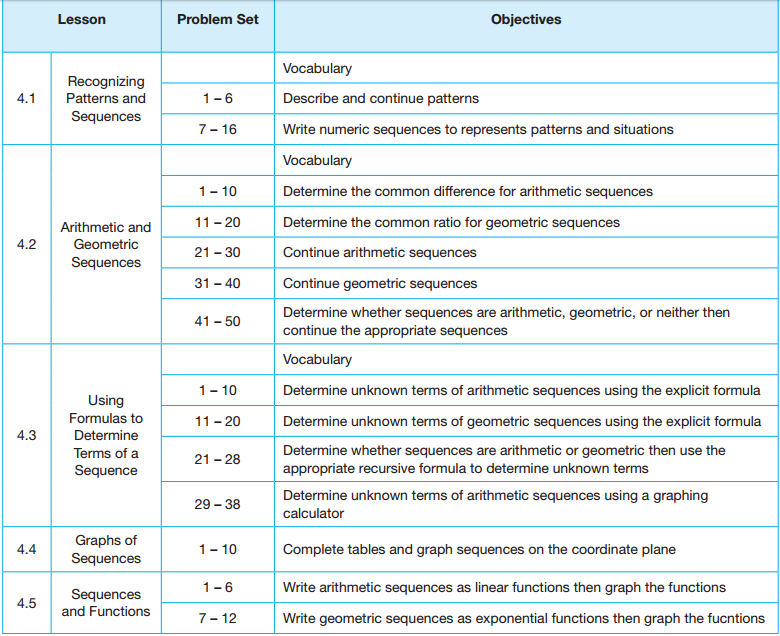 Lesson Problem Set Objectives
4.1
Recognizing
Patterns and
Sequences
Vocabulary
1 – 6 Describe and continue patterns
7 – 16 Write numeric sequences to represents patterns and situations
4.2
Arithmetic and
Geometric
Sequences
Vocabulary
1 – 10 Determine the common difference for arithmetic sequences
11 – 20 Determine the common ratio for geometric sequences
21 – 30 Continue arithmetic sequences
31 – 40 Continue geometric sequences
41 – 50 Determine whether sequences are arithmetic, geometric, or neither then
continue the appropriate sequences
4.3
Using
Formulas to
Determine
Terms of a
Sequence
Vocabulary
1 – 10 Determine unknown terms of arithmetic sequences using the explicit formula
11 – 20 Determine unknown terms of geometric sequences using the explicit formula
21 – 28 Determine whether sequences are arithmetic or geometric then use the
appropriate recursive formula to determine unknown terms
29 – 38 Determine unknown terms of arithmetic sequences using a graphing
calculator
4.4
Graphs of
Sequences
1 – 10 Complete tables and graph sequences on the coordinate plane
4.5
Sequences
and Functions
1 – 6 Write arithmetic sequences as linear functions then graph the functions
7 – 12 Write geometric sequences as exponential functions then graph the fucntions